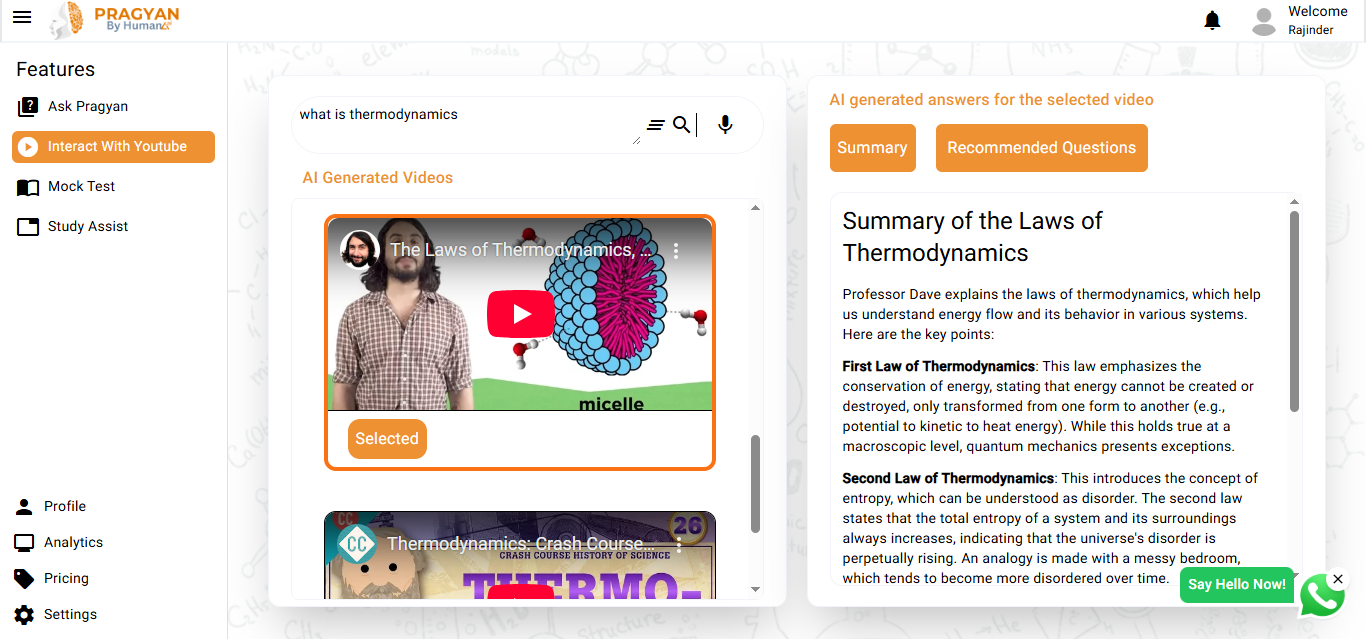 PRAGYAN
By HumanAI
Welcome
Rajinder
Features
Ask Pragyan
Interact With Youtube
Mock Test
Study Assist
Profile
Analytics
Pricing
Settings
what is thermodynamics
AI Generated Videos
The Laws of Thermodynamics, ...
micelle
Selected
CC
CC
26
Thermodynamics: Crash Course...
CRASH COURSE HISTORY OF SCIENCE
THERMO-
AI generated answers for the selected video
Summary
Recommended Questions
Summary of the Laws of
Thermodynamics
Professor Dave explains the laws of thermodynamics, which help
us understand energy flow and its behavior in various systems.
Here are the key points:
First Law of Thermodynamics: This law emphasizes the
conservation of energy, stating that energy cannot be created or
destroyed, only transformed from one form to another (e.g.,
potential to kinetic to heat energy). While this holds true at a
macroscopic level, quantum mechanics presents exceptions.
Second Law of Thermodynamics: This introduces the concept of
entropy, which can be understood as disorder. The second law
states that the total entropy of a system and its surroundings
always increases, indicating that the universe's disorder is
perpetually rising. An analogy is made with a messy bedroom,
which tends to become more disordered over time.
Say Hello Now!